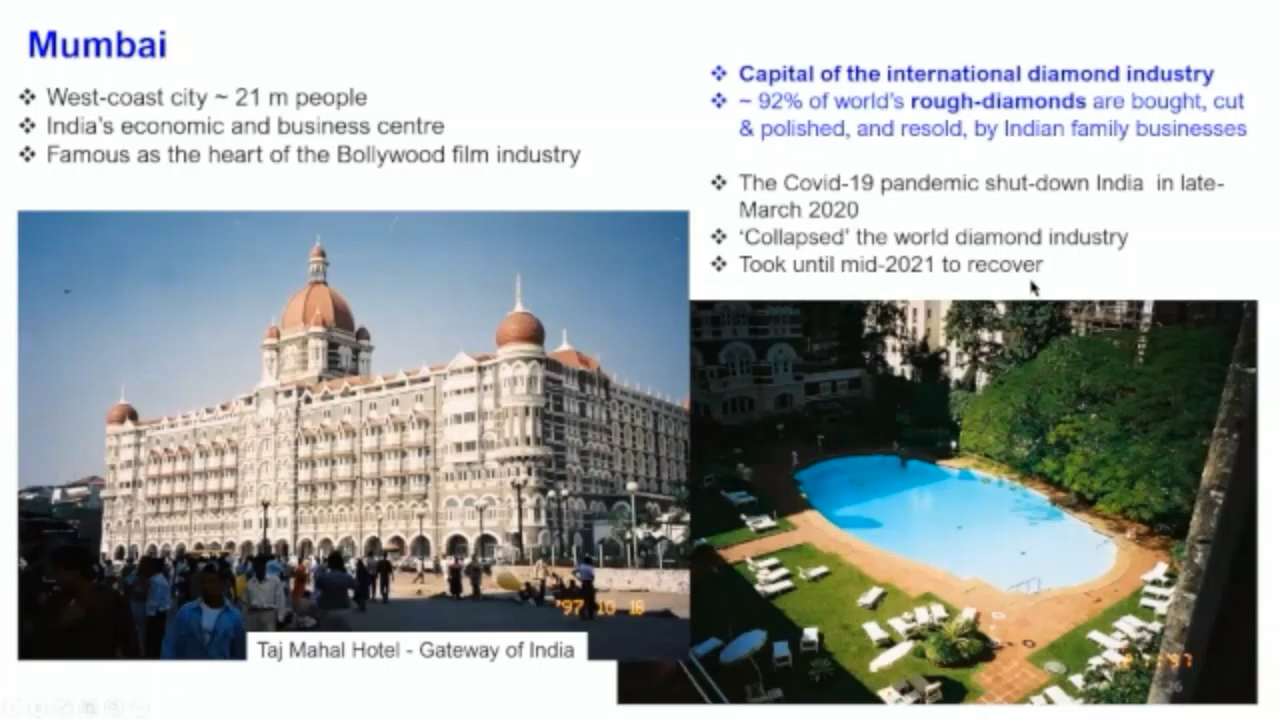 Mumbai
❖ West-coast city ~ 21 m people
❖ India's economic and business centre
❖ Famous as the heart of the Bollywood film industry
❖ Capital of the international diamond industry
❖ ~ 92% of world's rough-diamonds are bought, cut
& polished, and resold, by Indian family businesses
❖ The Covid-19 pandemic shut-down India in late-
March 2020
❖ 'Collapsed' the world diamond industry
❖ Took until mid-2021 to recover
'97 10 16
Taj Mahal Hotel - Gateway of India